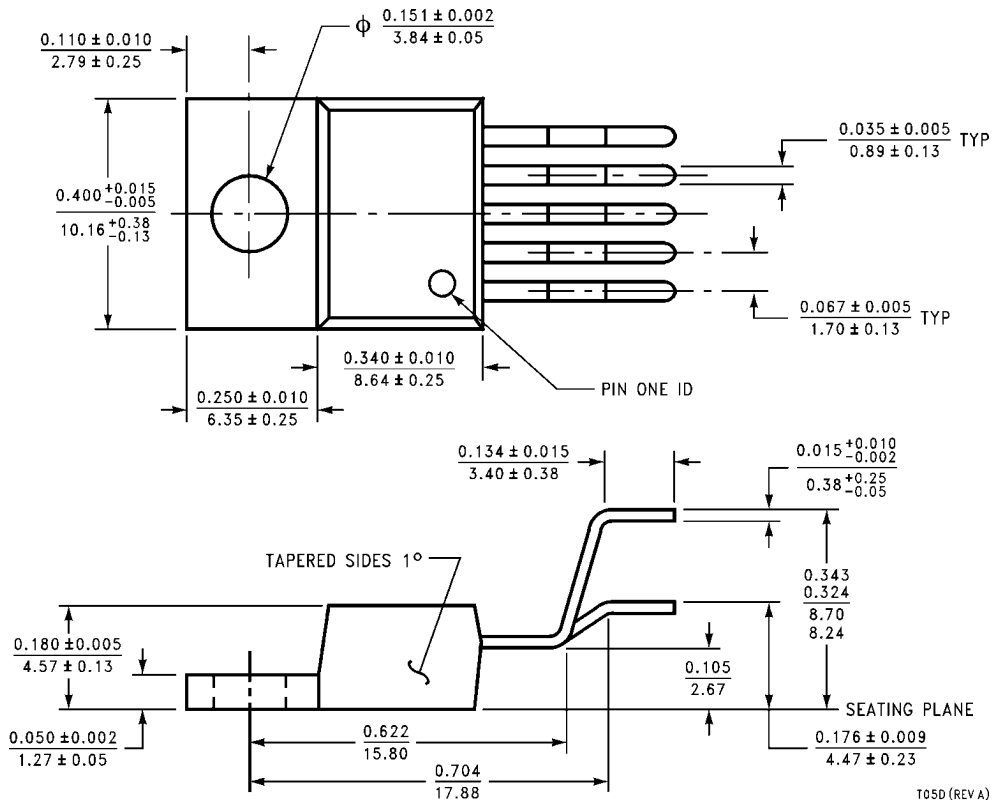 ϕ 0.151 ± 0.002
3.84 ± 0.05
0.110 ± 0.010
2.79 ± 0.25
0.035 ± 0.005 TYP
0.89 ± 0.13
0.400 +0.015 -0.005
10.16 +0.38 -0.13
0.067 ± 0.005 TYP
1.70 ± 0.13
0.340 ± 0.010
8.64 ± 0.25
PIN ONE ID
0.250 ± 0.010
6.35 ± 0.25
0.134 ± 0.015
3.40 ± 0.38
0.015 +0.010 -0.002
0.38 +0.25 -0.05
TAPERED SIDES 1°
0.343
0.324
8.70
8.24
0.180 ± 0.005
4.57 ± 0.13
0.105
2.67
SEATING PLANE
0.050 ± 0.002
1.27 ± 0.05
0.622
15.80
0.176 ± 0.009
4.47 ± 0.23
0.704
17.88
T05D (REV A)